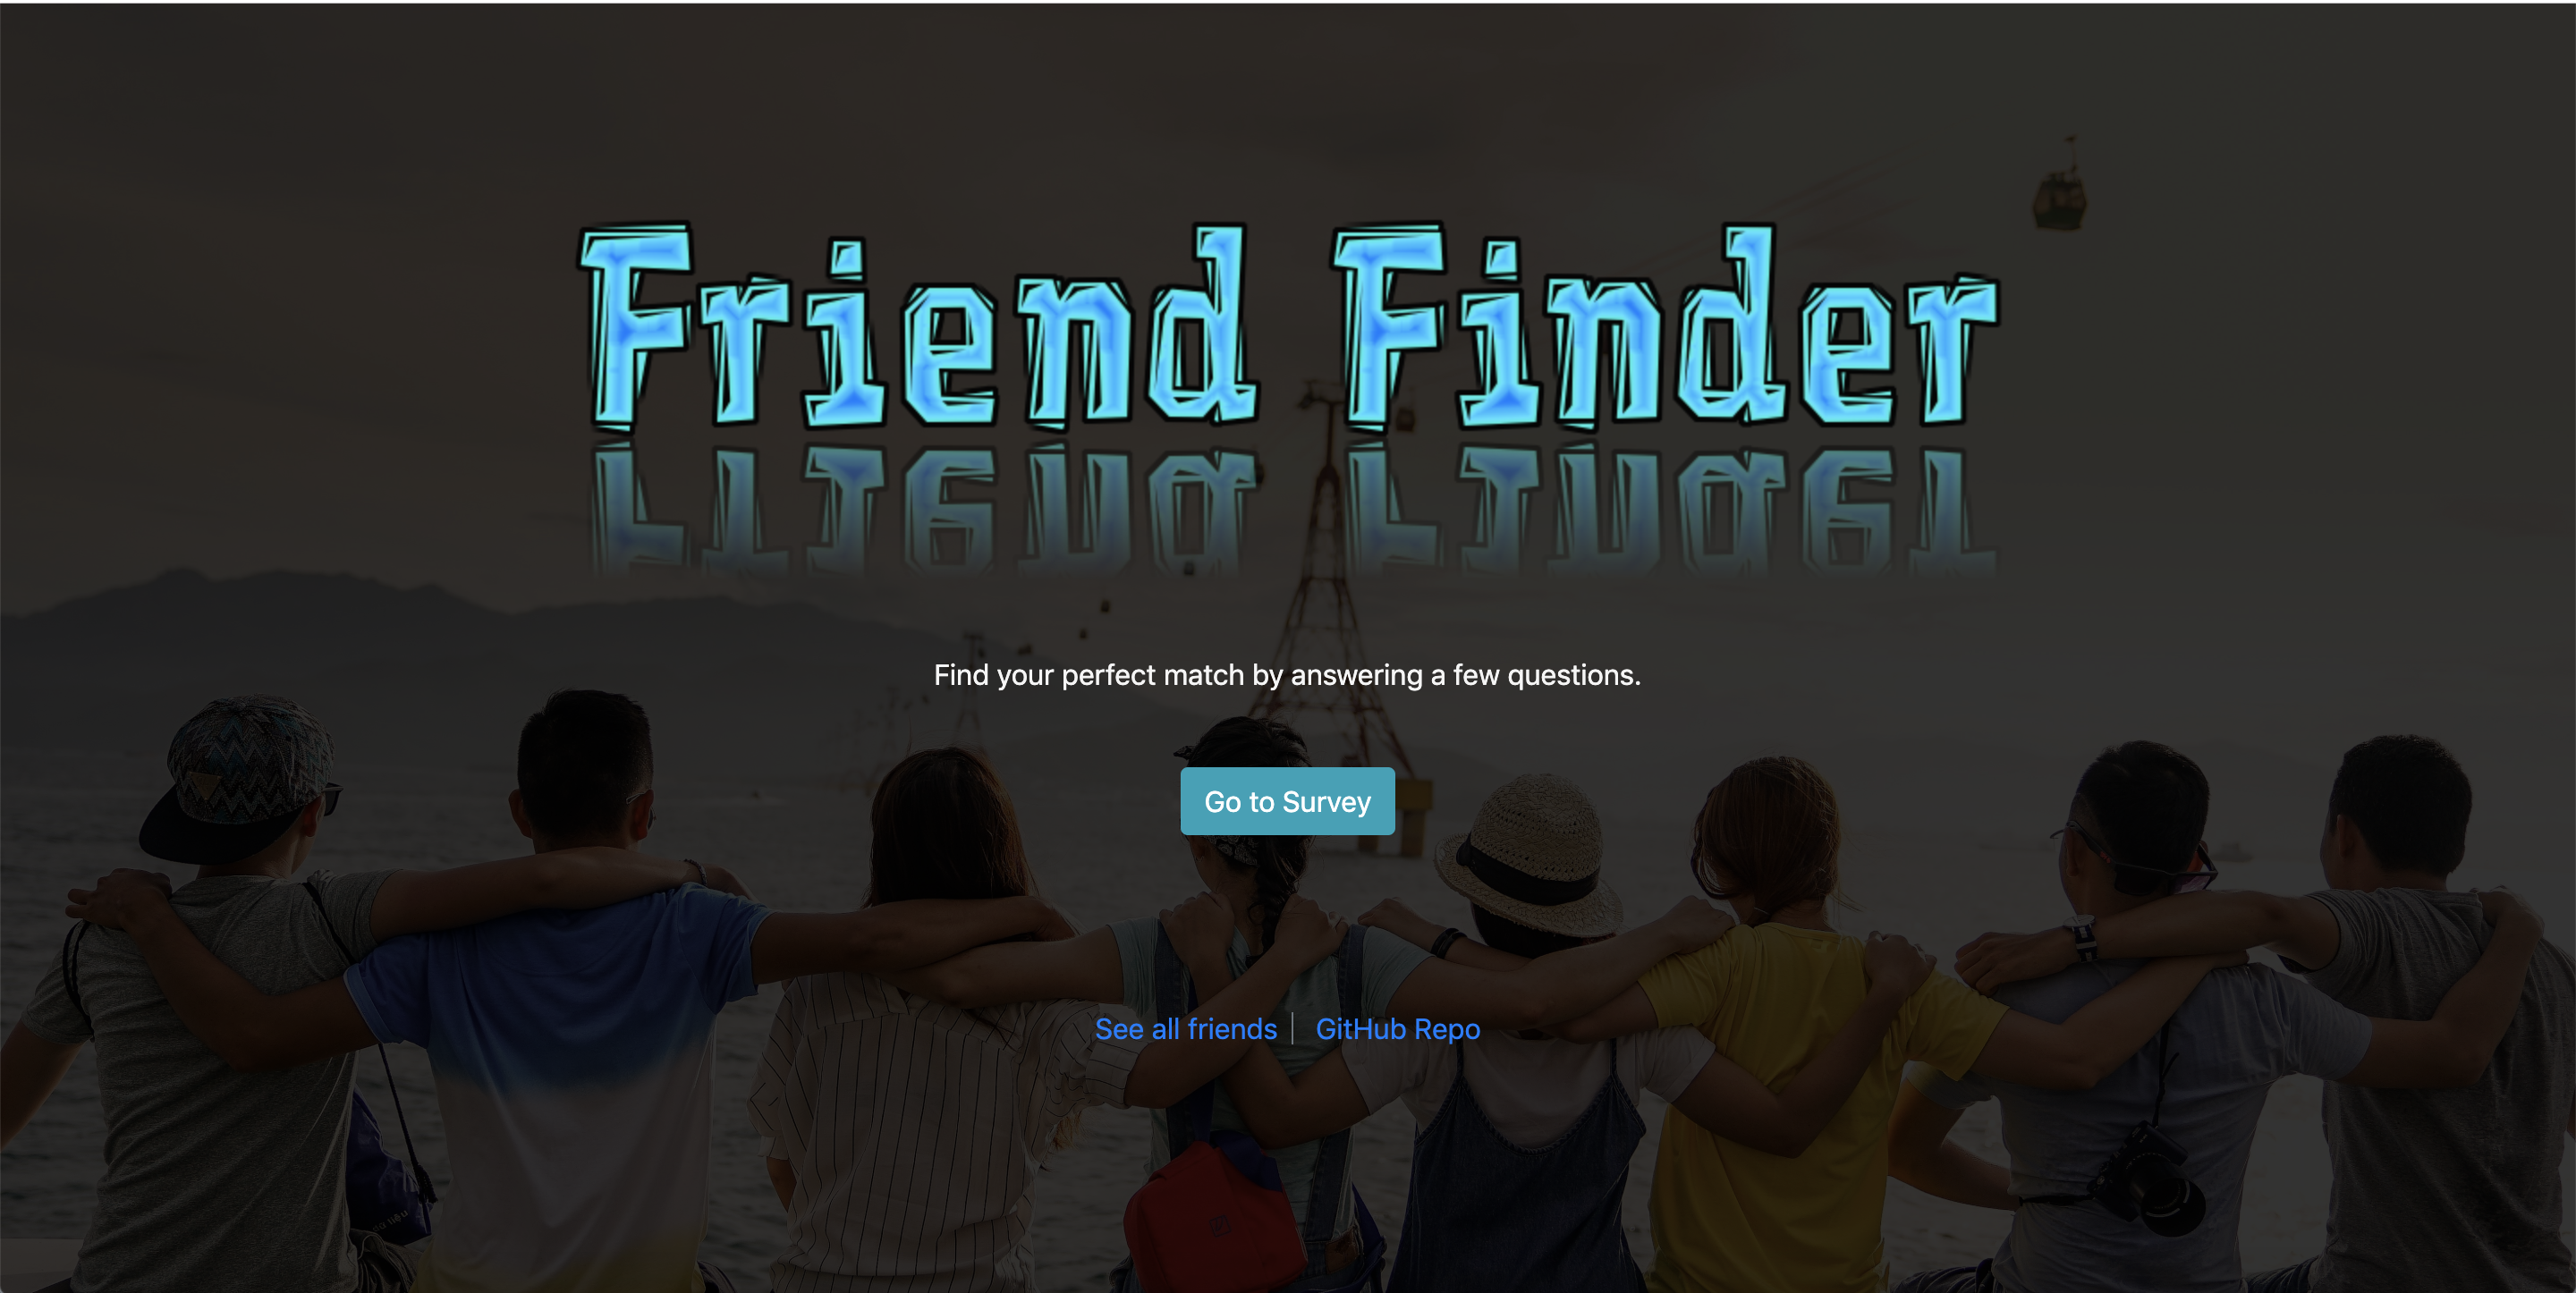 Friend Finder
Find your perfect match by answering a few questions.
Go to Survey
See all friends | GitHub Repo